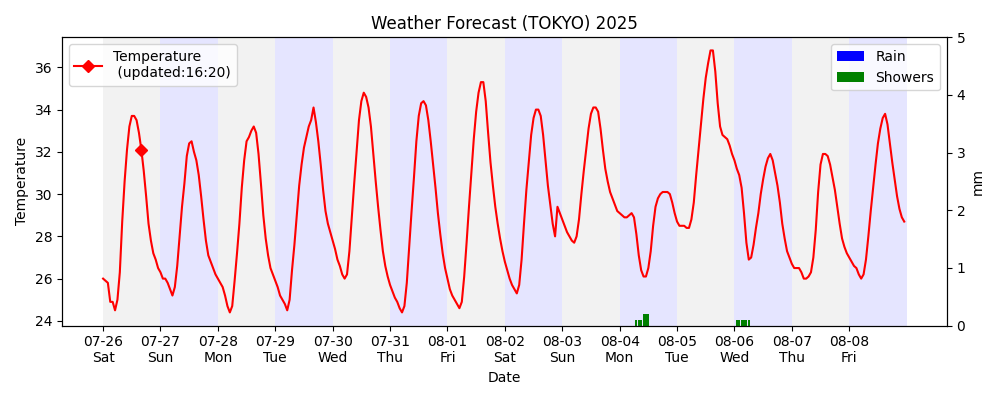 Weather Forecast (TOKYO) 2025
Temperature
(updated:16:20)
Rain
Showers
Temperature
36
34
32
30
28
26
24
5
4
3
2
1
0
mm
07-26 07-27 07-28 07-29 07-30 07-31 08-01 08-02 08-03 08-04 08-05 08-06 08-07 08-08
Sat Sun Mon Tue Wed Thu Fri Sat Sun Mon Tue Wed Thu Fri
Date